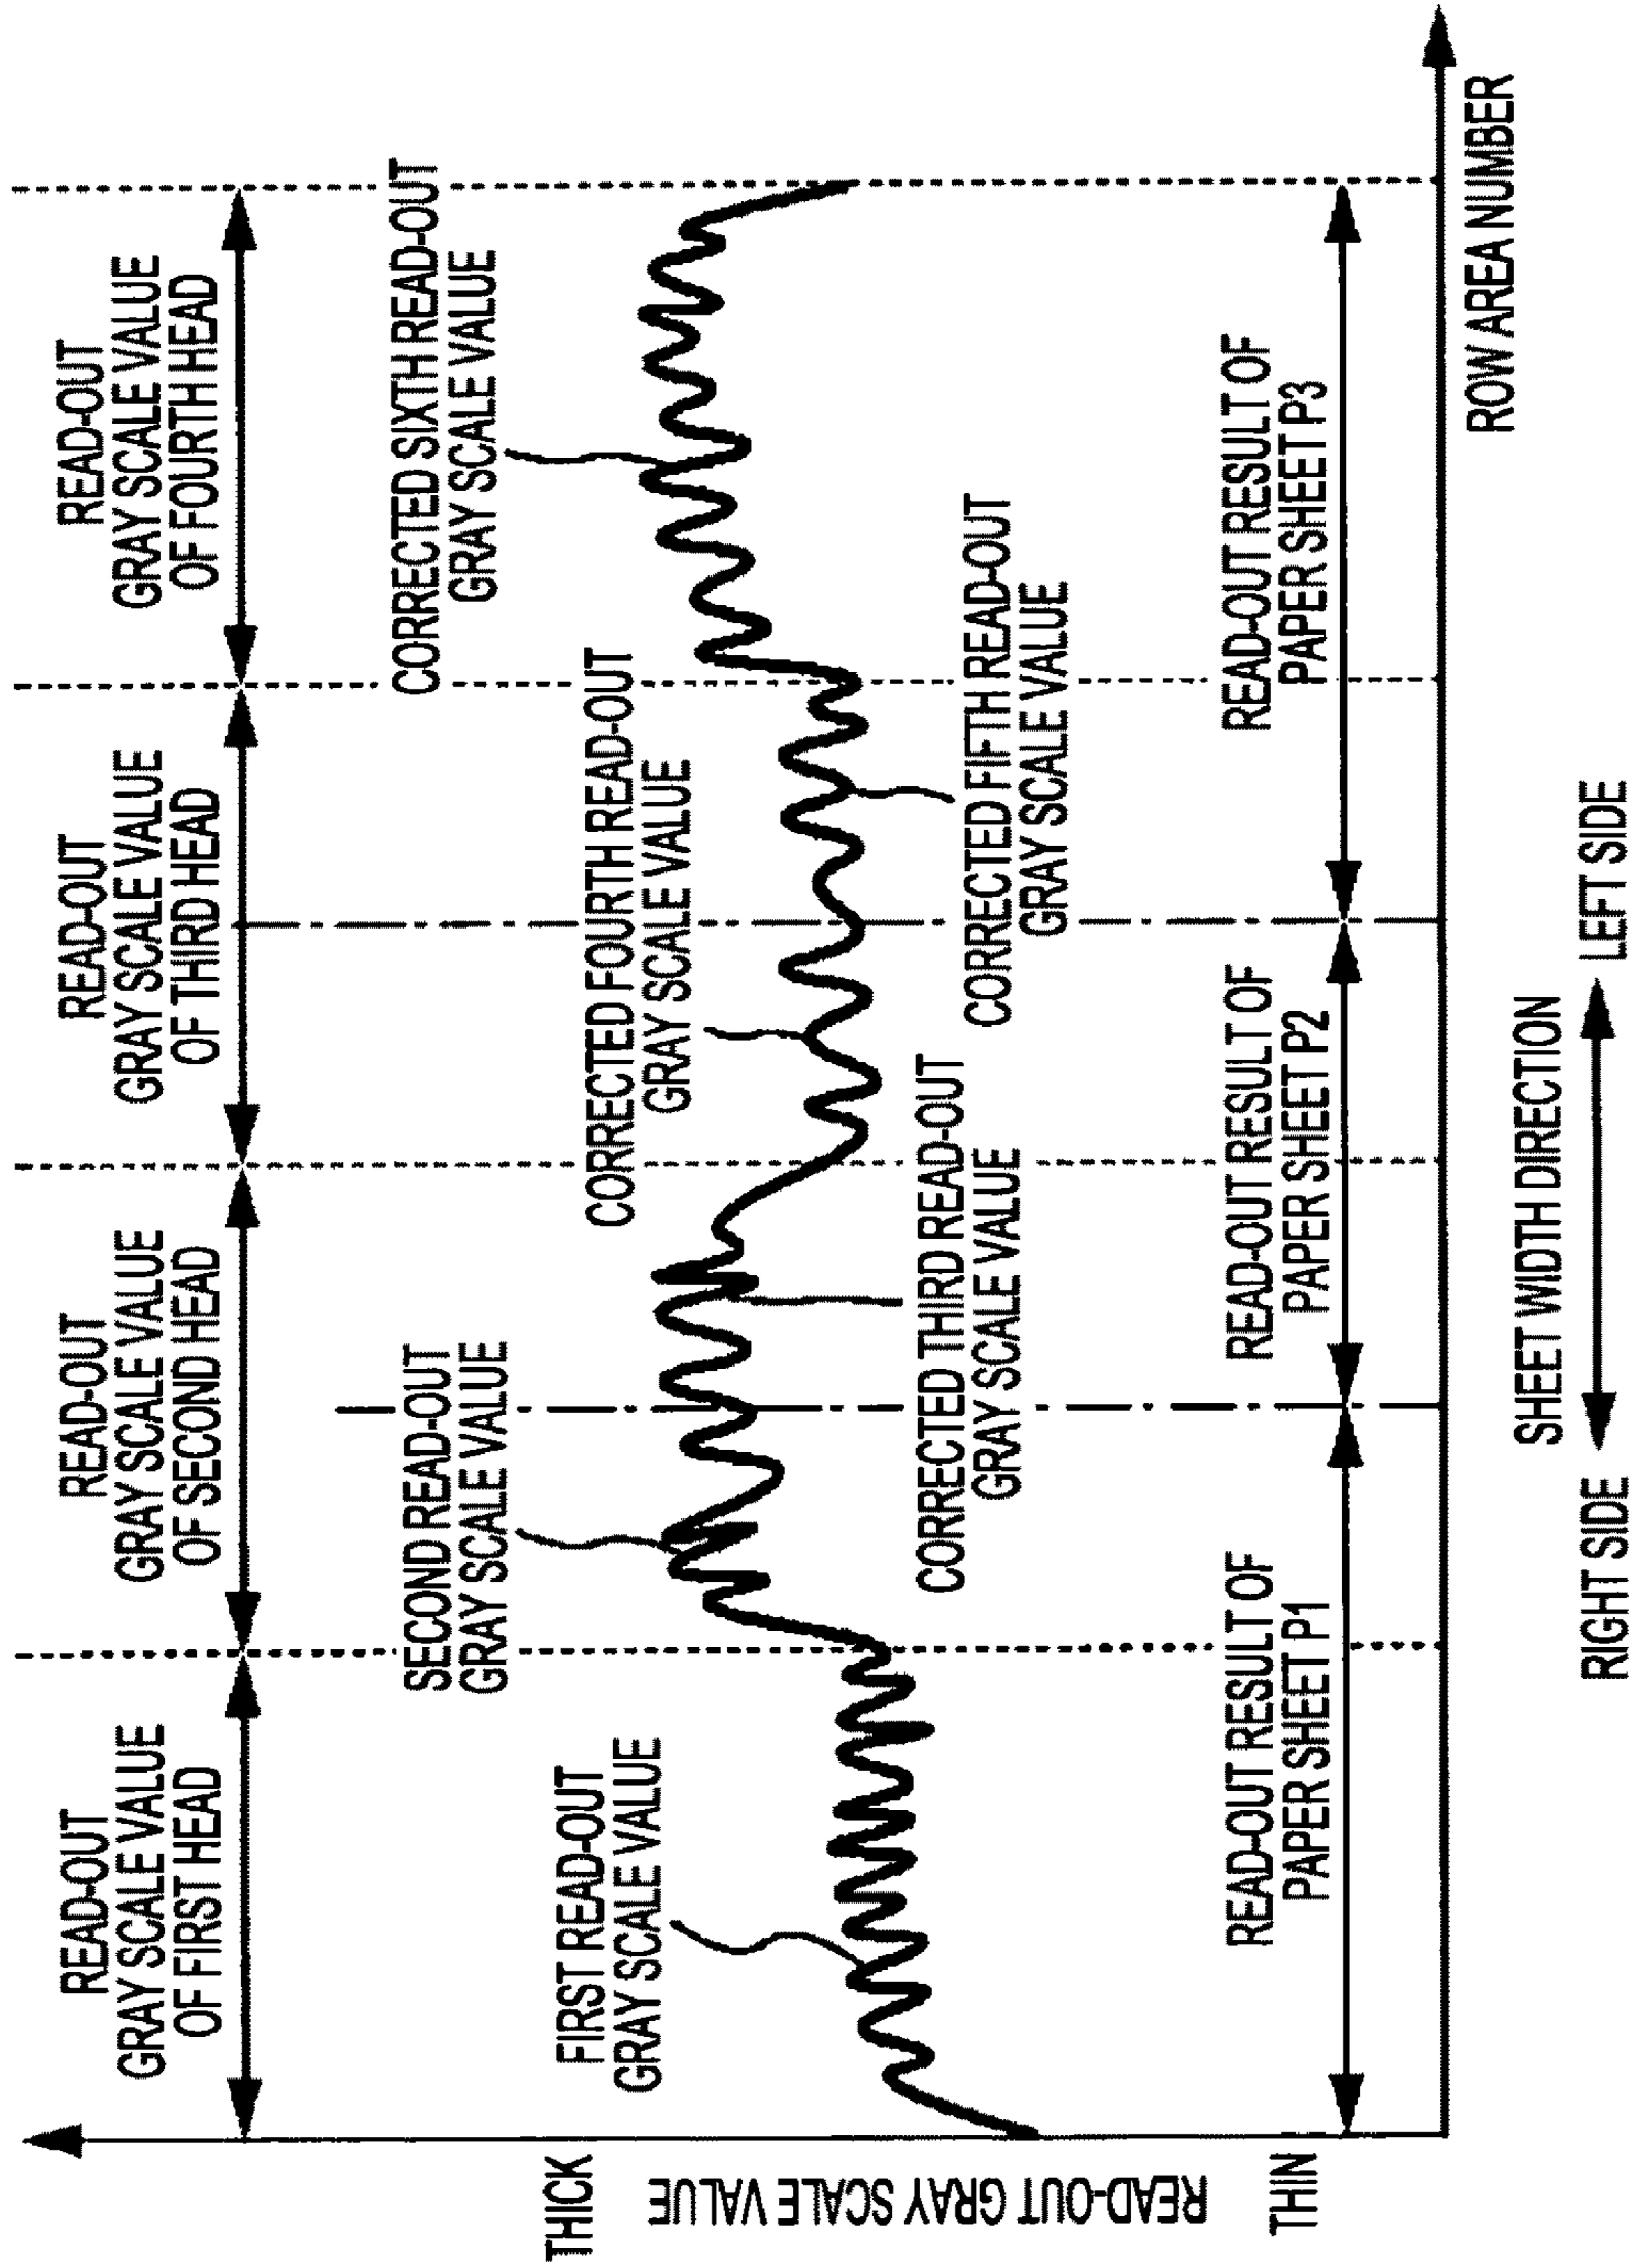 READ-OUT
GRAY SCALE VALUE
OF FIRST HEAD
READ-OUT
GRAY SCALE VALUE
OF SECOND HEAD
READ-OUT
GRAY SCALE VALUE
OF THIRD HEAD
READ-OUT
GRAY SCALE VALUE
OF FOURTH HEAD
THICK
READ-OUT GRAY SCALE VALUE
THIN
FIRST READ-OUT
GRAY SCALE VALUE
SECOND READ-OUT
GRAY SCALE VALUE
CORRECTED THIRD READ-OUT
GRAY SCALE VALUE
CORRECTED FOURTH READ-OUT
GRAY SCALE VALUE
CORRECTED FIFTH READ-OUT
GRAY SCALE VALUE
CORRECTED SIXTH READ-OUT
GRAY SCALE VALUE
READ-OUT RESULT OF
PAPER SHEET P1
READ-OUT RESULT OF
PAPER SHEET P2
READ-OUT RESULT OF
PAPER SHEET P3
ROW AREA NUMBER
SHEET WIDTH DIRECTION
RIGHT SIDE
LEFT SIDE